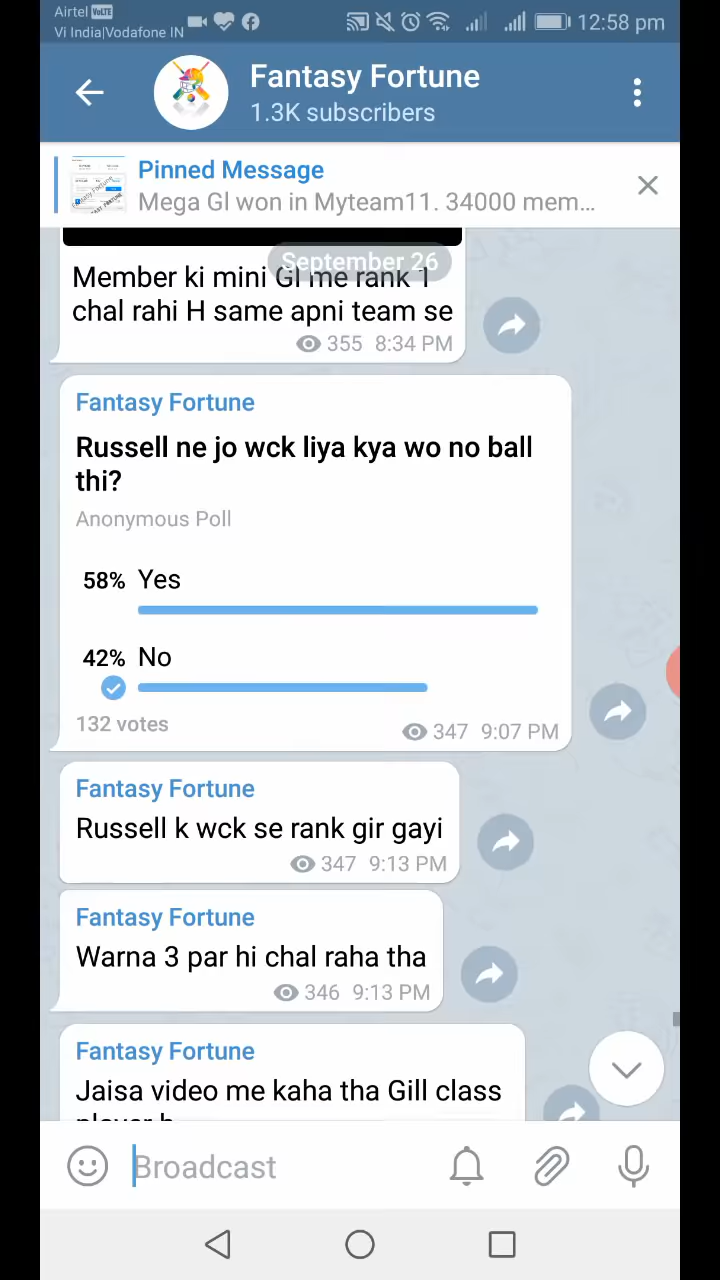 Airtel VoLTE
Vi India|Vodafone IN
12:58 pm
Fantasy Fortune
1.3K subscribers
Pinned Message
Mega Gl won in Myteam11. 34000 mem...
September 26
Member ki mini Gl me rank 1
chal rahi H same apni team se
355 8:34 PM
Fantasy Fortune
Russell ne jo wck liya kya wo no ball
thi?
Anonymous Poll
58% Yes
42% No
132 votes
347 9:07 PM
Fantasy Fortune
Russell k wck se rank gir gayi
347 9:13 PM
Fantasy Fortune
Warna 3 par hi chal raha tha
346 9:13 PM
Fantasy Fortune
Jaisa video me kaha tha Gill class
player h
Broadcast